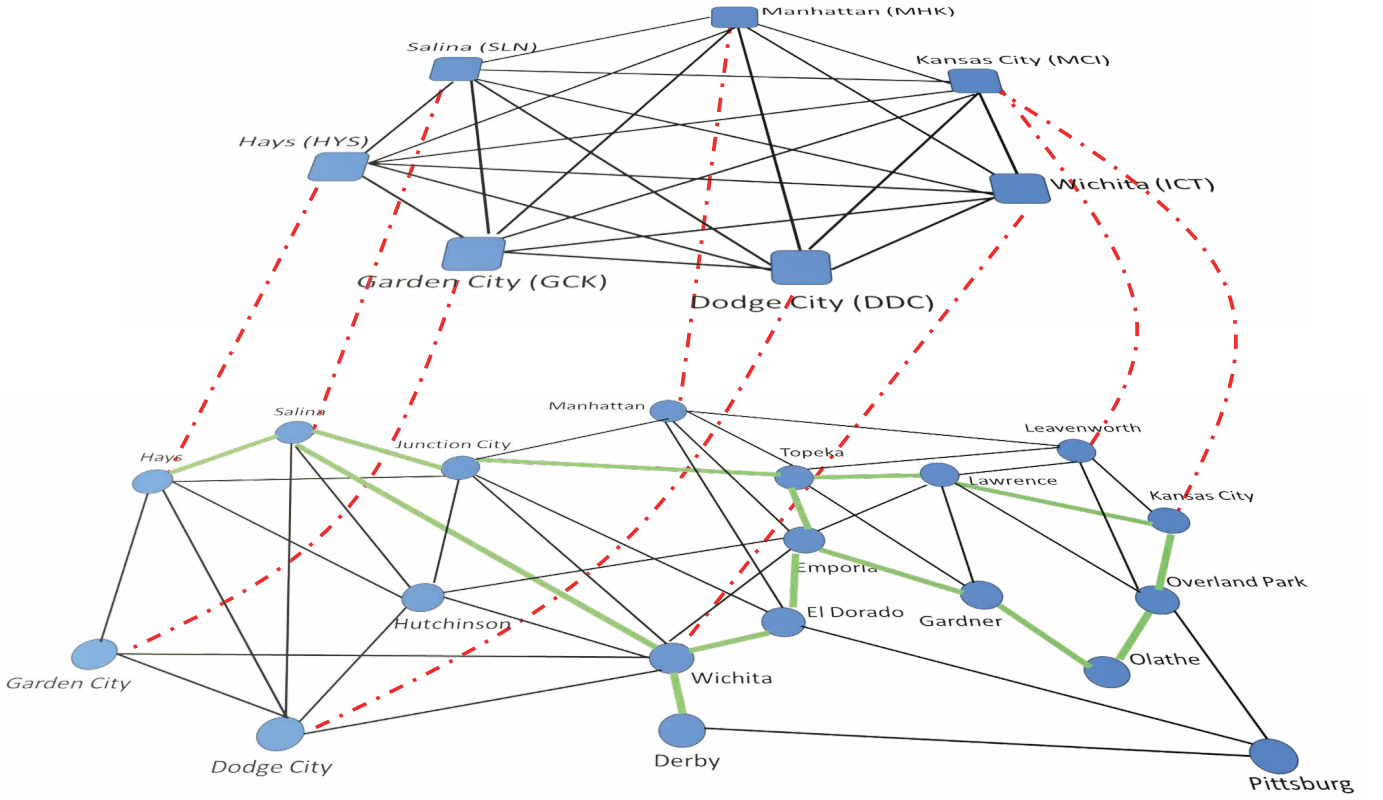 Manhattan (MHK)
Salina (SLN)
Kansas City (MCI)
Hays (HYS)
Wichita (ICT)
Garden City (GCK)
Dodge City (DDC)
Manhattan
Salina
Leavenworth
Junction City
Topeka
Hays
Lawrence
Kansas City
Emporia
Overland Park
El Dorado
Gardner
Hutchinson
Olathe
Wichita
Garden City
Derby
Dodge City
Pittsburg